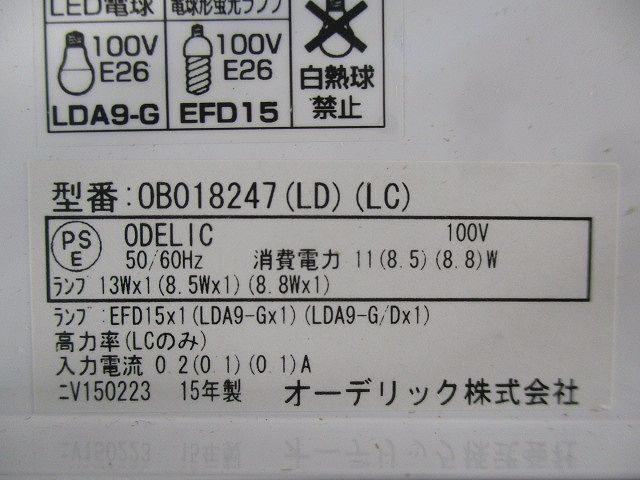 LED電球 電球形蛍光ランプ
100V 100V
E26 E26
LDA9-G EFD15 白熱球
禁止
型番:OB018247(LD)(LC)
PS
E
ODELIC 100V
50/60Hz 消費電力 11(8.5)(8.8)W
ランプ 13Wx1(8.5Wx1)(8.8Wx1)
ランプ:EFD15x1(LDA9-Gx1)(LDA9-G/Dx1)
高力率(LCのみ)
入力電流 0.2(0.1)(0.1)A
ニV150223 15年製 オーデリック株式会社